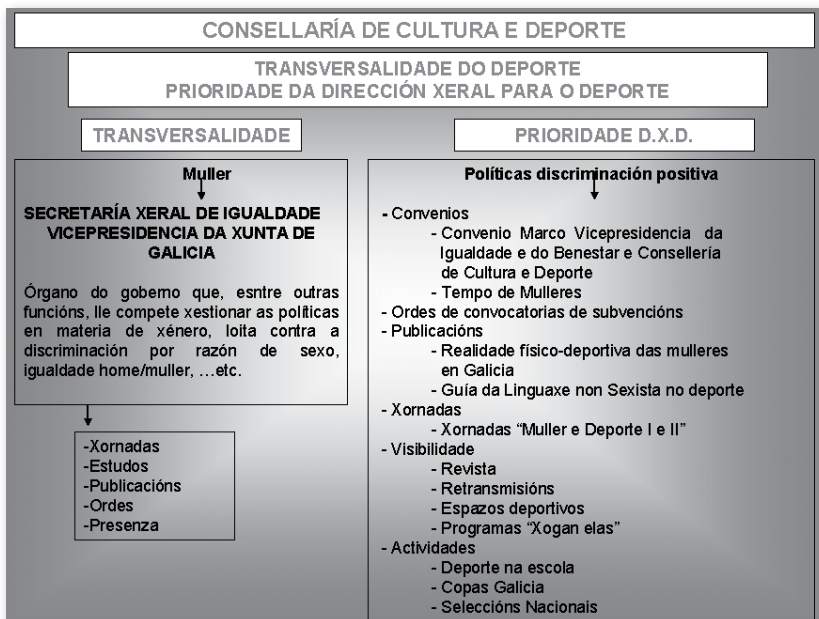 CONSELLARÍA DE CULTURA E DEPORTE
TRANSVERSALIDADE DO DEPORTE
PRIORIDADE DA DIRECCIÓN XERAL PARA O DEPORTE
TRANSVERSALIDADE
Muller
SECRETARÍA XERAL DE IGUALDADE
VICEPRESIDENCIA DA XUNTA DE
GALICIA
Órgano do goberno que, esntre outras
funcións, lle compete xestionar as políticas
en materia de xénero, loita contra a
discriminación por razón de sexo,
igualdade home/muller, ...etc.
-Xornadas
-Estudos
-Publicacións
-Ordes
-Presenza
PRIORIDADE D.X.D.
Políticas discriminación positiva
- Convenios
- Convenio Marco Vicepresidencia da
Igualdade e do Benestar e Consellería
de Cultura e Deporte
- Tempo de Mulleres
- Ordes de convocatorias de subvencións
- Publicacións
- Realidade físico-deportiva das mulleres
en Galicia
- Guía da Linguaxe non Sexista no deporte
- Xornadas
- Xornadas “Muller e Deporte I e II”
- Visibilidade
- Revista
- Retransmisións
- Espazos deportivos
- Programas “Xogan elas”
- Actividades
- Deporte na escola
- Copas Galicia
- Seleccións Nacionais